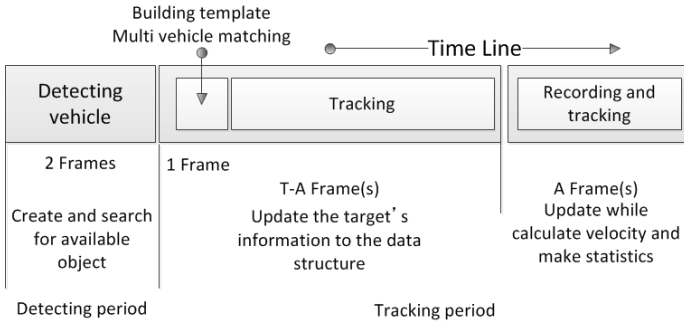 Building template
Multi vehicle matching
Time Line
Detecting
vehicle
Tracking
Recording and
tracking
2 Frames
1 Frame
T-A Frame(s)
A Frame(s)
Create and search
for available
object
Update the target's
information to the data
structure
Update while
calculate velocity and
make statistics
Detecting period
Tracking period